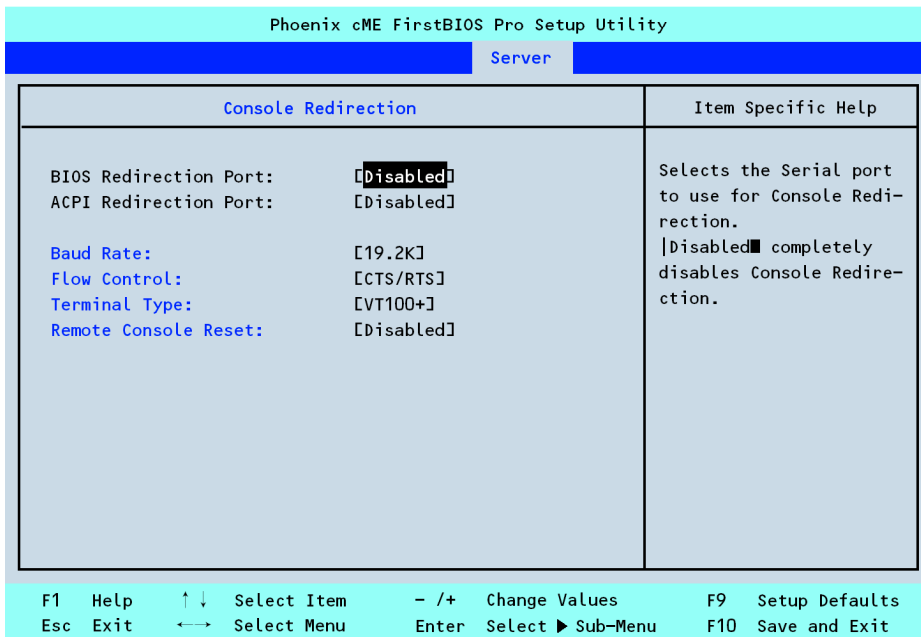 Phoenix cME FirstBIOS Pro Setup Utility
Server
Console Redirection
Item Specific Help
BIOS Redirection Port: [Disabled]
ACPI Redirection Port: [Disabled]
Baud Rate: [19.2K]
Flow Control: [CTS/RTS]
Terminal Type: [VT100+]
Remote Console Reset: [Disabled]
Selects the Serial port
to use for Console Redi-
rection.
|Disabled■ completely
disables Console Redire-
ction.
F1 Help ↑ ↓ Select Item - /+ Change Values F9 Setup Defaults
Esc Exit ←→ Select Menu Enter Select ▶ Sub-Menu F10 Save and Exit